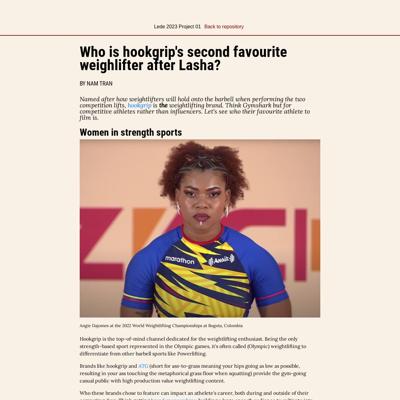 Lede 2023 Project 01 Back to repository
Who is hookgrip's second favourite
weighlifter after Lasha?
BY NAM TRAN
Named after how weightlifters will hold onto the barbell when performing the two
competition lifts, hookgrip is the weightlifting brand. Think Gymshark but for
competitive athletes rather than influencers. Let's see who their favourite athlete to
film is.
Women in strength sports
marathon
Angie Dajomes at the 2022 World Weightlifting Championships at Bogota, Colombia
Hookgrip is the top-of-mind channel dedicated for the weightlifting enthusiast. Being the only
strength-based sport represented in the Olympic games, it's often called (Olympic) weightlifting to
differentiate from other barbell sports like Powerlifting.
Brands like hookgrip and ATG (short for ass-to-grass meaning your hips going as low as possible,
resulting in your ass touching the metaphorical grass floor when squatting) provide the gym-going
casual public with high production value weightlifting content.
Who these brands chose to feature can impact an athlete's career, both during and outside of their